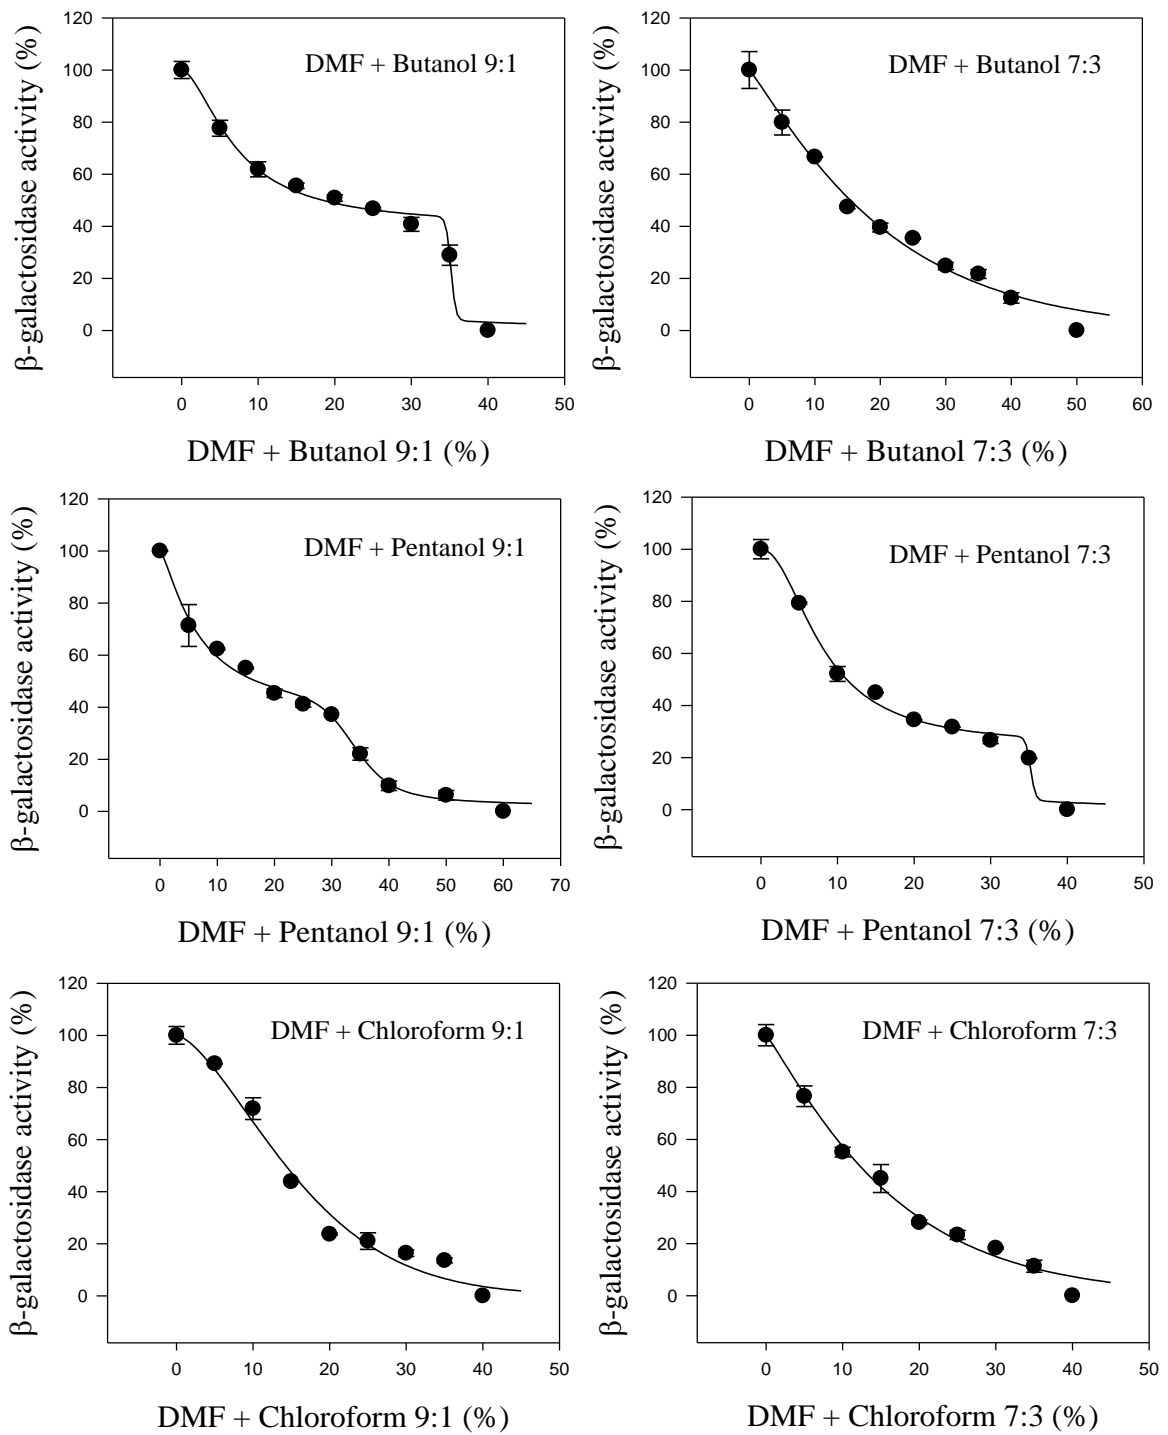 β-galactosidase activity (%)
120
100
80
60
40
20
0
DMF + Butanol 9:1
0 10 20 30 40 50
DMF + Butanol 9:1 (%)
β-galactosidase activity (%)
120
100
80
60
40
20
0
DMF + Butanol 7:3
0 10 20 30 40 50 60
DMF + Butanol 7:3 (%)
β-galactosidase activity (%)
120
100
80
60
40
20
0
DMF + Pentanol 9:1
0 10 20 30 40 50 60 70
DMF + Pentanol 9:1 (%)
β-galactosidase activity (%)
120
100
80
60
40
20
0
DMF + Pentanol 7:3
0 10 20 30 40 50
DMF + Pentanol 7:3 (%)
β-galactosidase activity (%)
120
100
80
60
40
20
0
DMF + Chloroform 9:1
0 10 20 30 40 50
DMF + Chloroform 9:1 (%)
β-galactosidase activity (%)
120
100
80
60
40
20
0
DMF + Chloroform 7:3
0 10 20 30 40 50
DMF + Chloroform 7:3 (%)